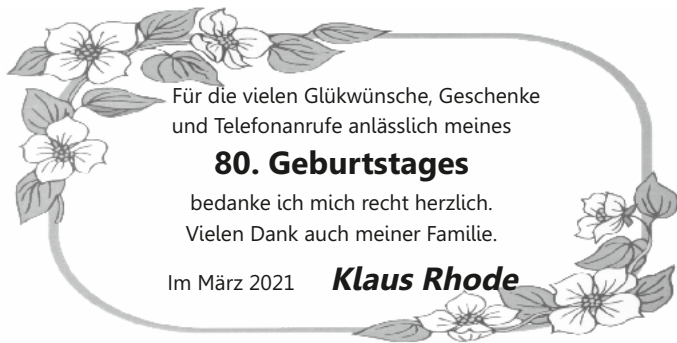 Für die vielen Glükwünsche, Geschenke
und Telefonanrufe anlässlich meines
80. Geburtstages
bedanke ich mich recht herzlich.
Vielen Dank auch meiner Familie.
Im März 2021 Klaus Rhode